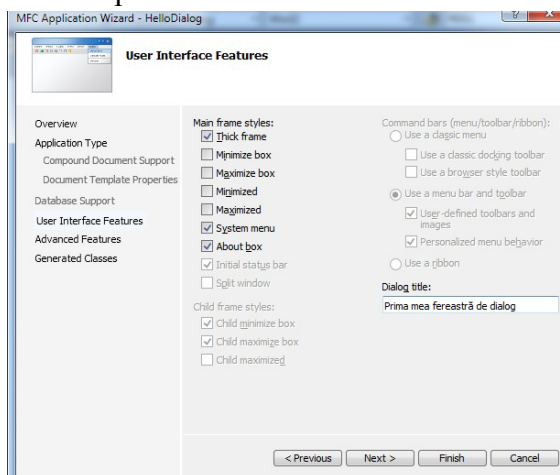 MFC Application Wizard - HelloDialog
User Interface Features
Overview
Application Type
Compound Document Support
Document Template Properties
Database Support
User Interface Features
Advanced Features
Generated Classes
Main frame styles:
Thick frame
Minimize box
Maximize box
Minimized
Maximized
System menu
About box
Initial status bar
Split window
Child frame styles:
Child minimize box
Child maximize box
Child maximized
Command bars (menu/toolbar/ribbon):
Use a classic menu
Use a classic docking toolbar
Use a browser style toolbar
Use a menu bar and toolbar
User-defined toolbars and
images
Personalized menu behavior
Use a ribbon
Dialog title:
Prima mea fereastră de dialog
< Previous
Next >
Finish
Cancel